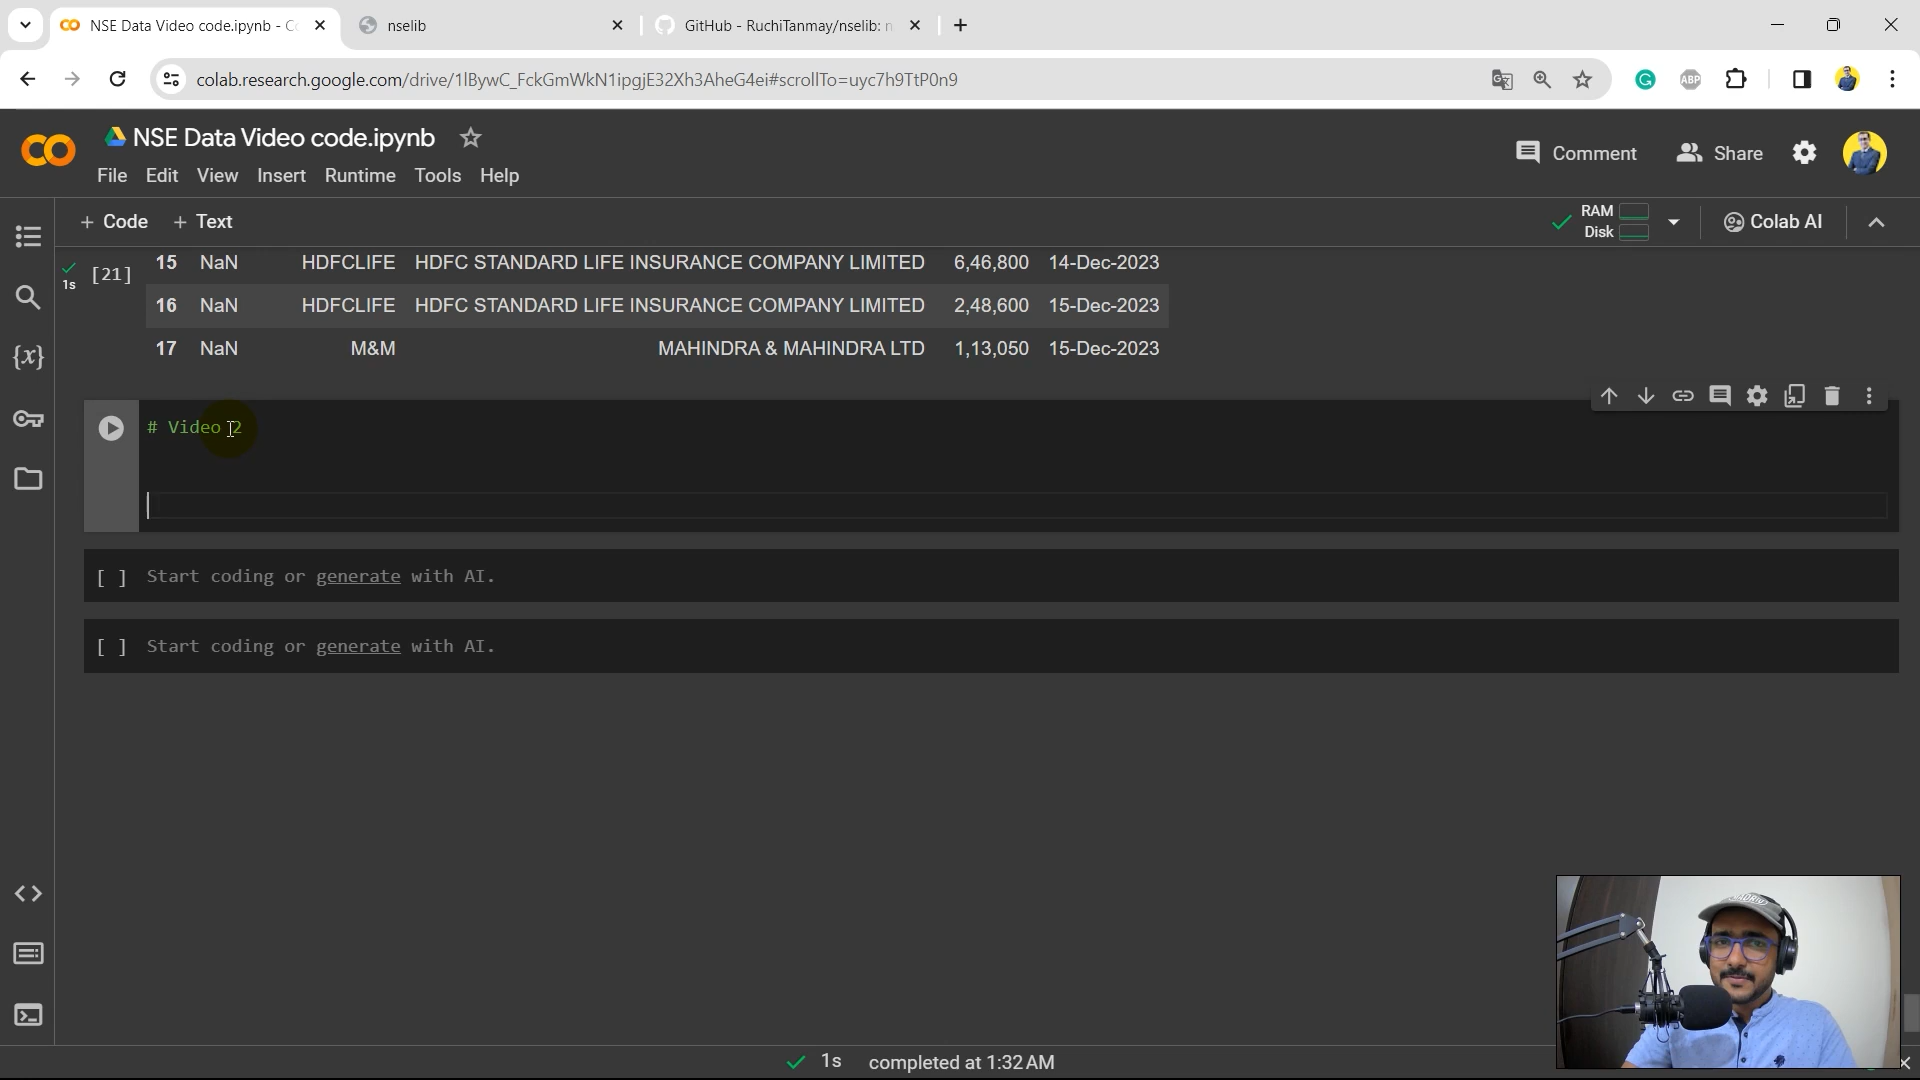 NSE Data Video code.ipynb - Co
nselib
GitHub - RuchiTanmay/nselib: n
colab.research.google.com/drive/1lBywC_FckGmWkN1ipgjE32Xh3AheG4ei#scrollTo=uyc7h9TtP0n9
ABP
NSE Data Video code.ipynb
File Edit View Insert Runtime Tools Help
Comment
Share
+ Code + Text
RAM
Disk
Colab AI
1s
[21]
15 NaN HDFCLIFE HDFC STANDARD LIFE INSURANCE COMPANY LIMITED 6,46,800 14-Dec-2023
16 NaN HDFCLIFE HDFC STANDARD LIFE INSURANCE COMPANY LIMITED 2,48,600 15-Dec-2023
17 NaN M&M MAHINDRA & MAHINDRA LTD 1,13,050 15-Dec-2023
# Video 2
[ ] Start coding or generate with AI.
[ ] Start coding or generate with AI.
1s completed at 1:32 AM